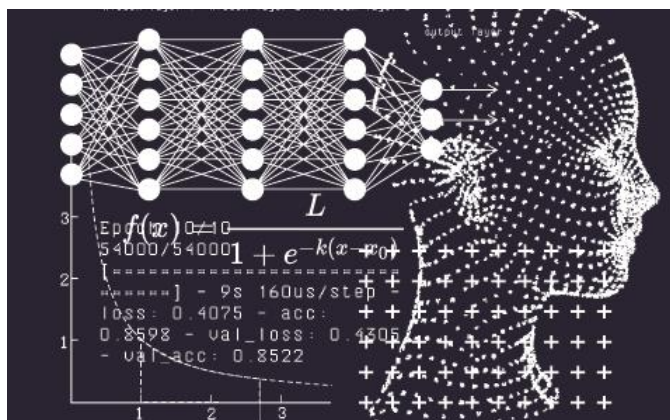 output layer
f(x) = L / 1 + e^{-k(x-x_0)}
Epoch 10/10
54000/54000
[==================
======] - 9s 160us/step -
loss: 0.4075 - acc:
0.8598 - val_loss: 0.4305
- val_acc: 0.8522
3
2
1
1 2 3